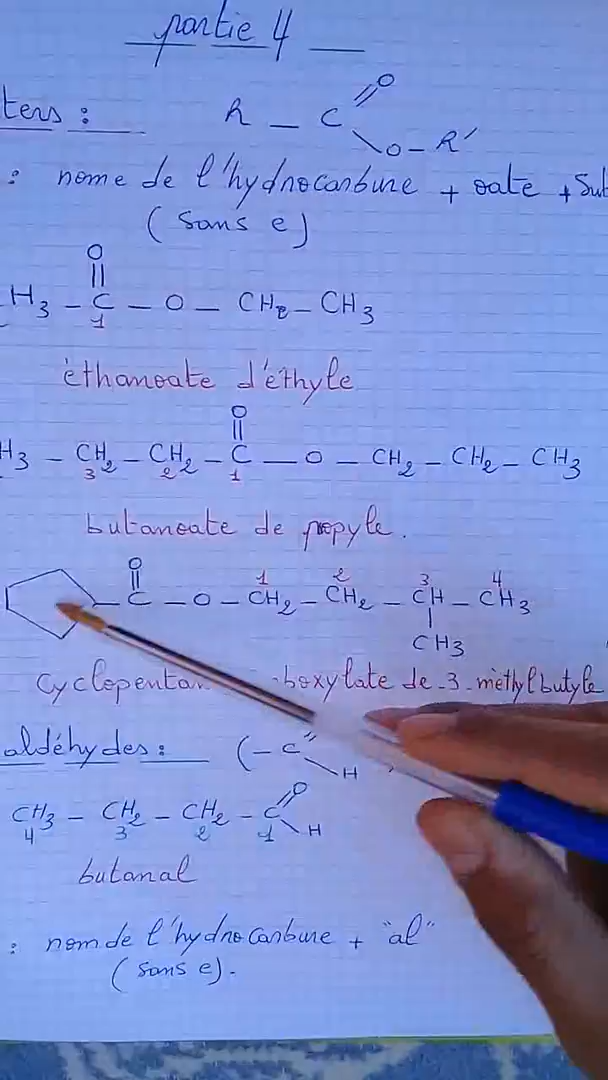 partie 4
ters :
R - C O O - R'
: nome de l'hydrocarbure + oate + Sub
(Sans e)
O
H3 - C - O - CH2 - CH3
1
éthanoate d'éthyle
O
H3 - CH2 - CH2 - C - O - CH2 - CH2 - CH3
3 2 1
butanoate de propyle.
O 1 2 3 4
C - O - CH2 - CH2 - CH - CH3
CH3
Cyclopentan boxylate de -3- méthylbutyle
aldéhydes : (- C H
CH3 - CH2 - CH2 - C O H
4 3 2 1
butanal
: nom de l'hydrocarbure + "al"
(sans e).